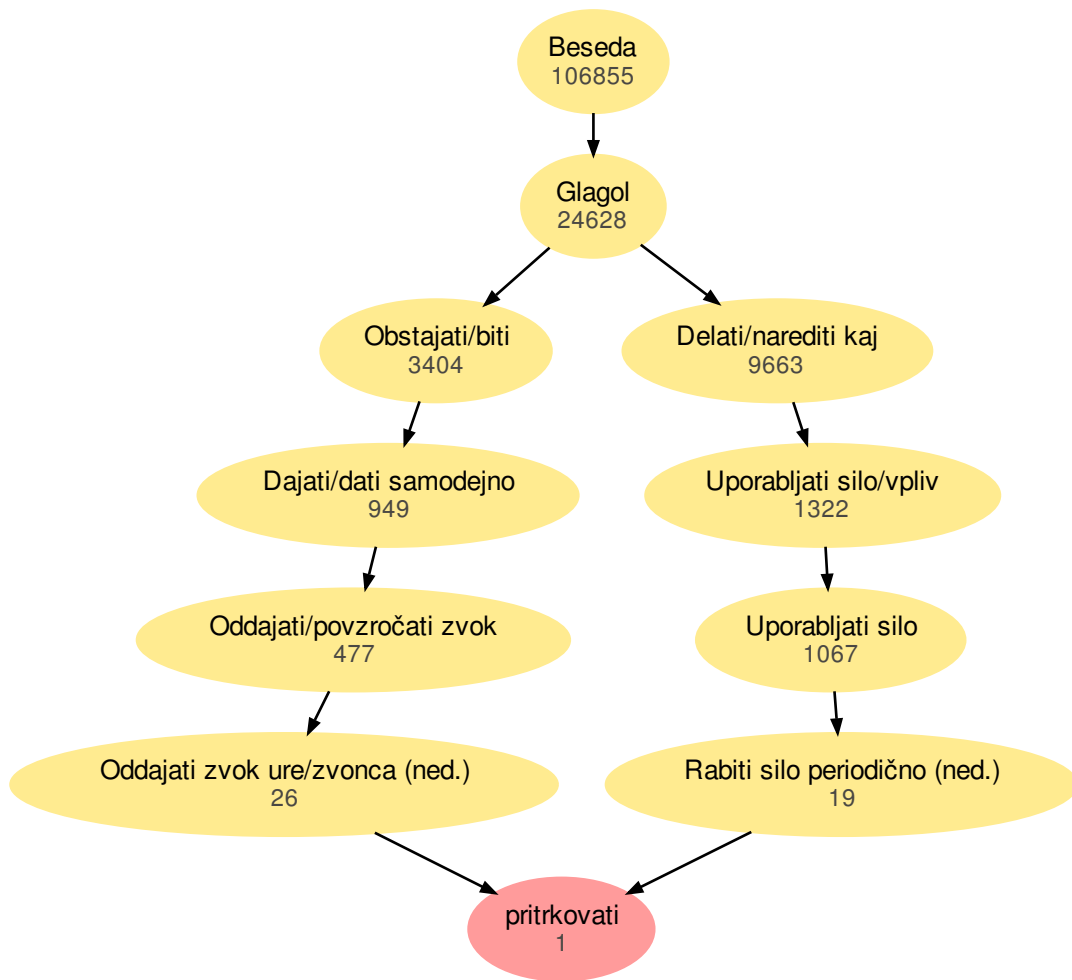 Beseda
106855
Glagol
24628
Obstajati/biti
3404
Delati/narediti kaj
9663
Dajati/dati samodejno
949
Uporabljati silo/vpliv
1322
Oddajati/povzročati zvok
477
Uporabljati silo
1067
Oddajati zvok ure/zvonca (ned.)
26
Rabiti silo periodično (ned.)
19
pritrkovati
1